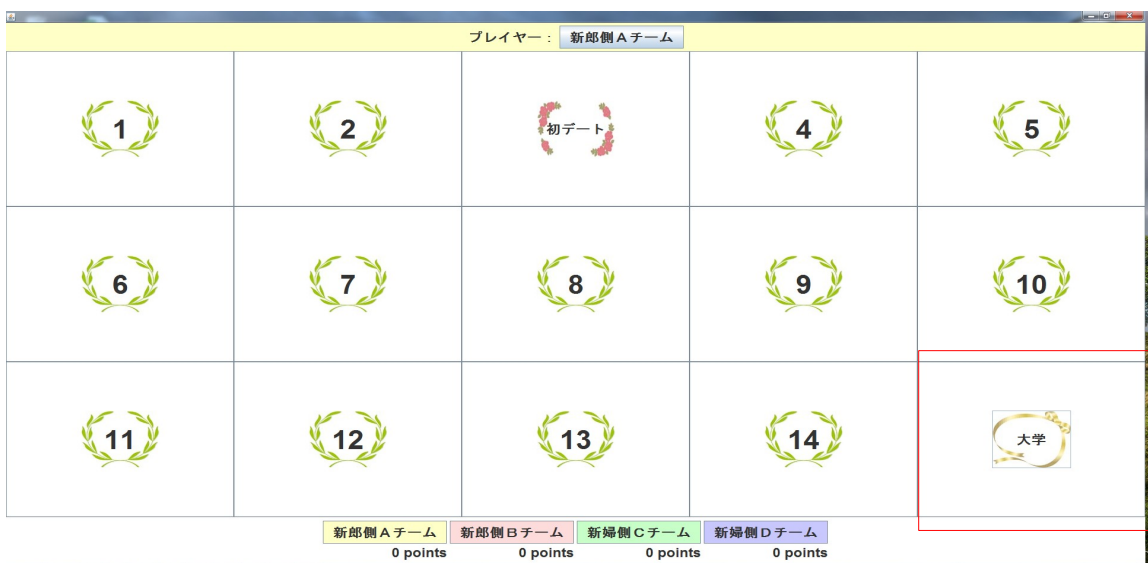 プレイヤー： 新郎側Aチーム
1 2 初デート 4 5
6 7 8 9 10
11 12 13 14 大学
新郎側Aチーム 新郎側Bチーム 新婦側Cチーム 新婦側Dチーム
0 points 0 points 0 points 0 points